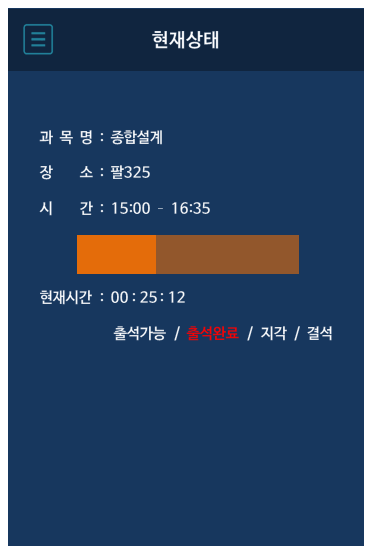 현재상태
과 목 명 : 종합설계
장 소 : 팔325
시 간 : 15:00 - 16:35
현재시간 : 00 : 25 : 12
출석가능 / 출석완료 / 지각 / 결석